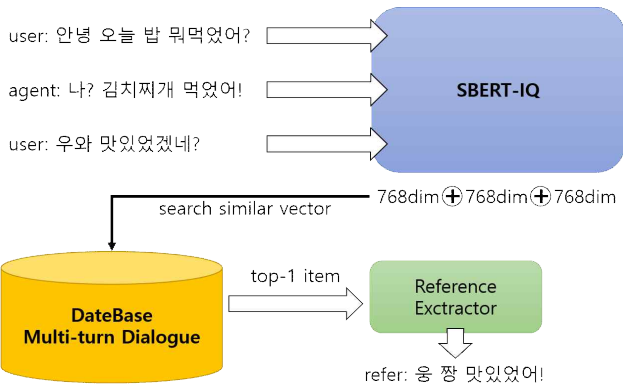 user: 안녕 오늘 밥 뭐먹었어?
agent: 나? 김치찌개 먹었어!
user: 우와 맛있었겠네?
SBERT-IQ
768dim⊕768dim⊕768dim
search similar vector
DateBase
Multi-turn Dialogue
top-1 item
Reference
Exctractor
refer: 웅 짱 맛있었어!